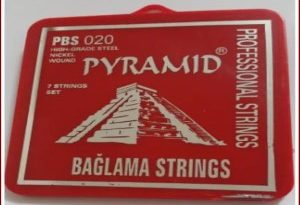 PBS 020
HIGH-GRADE STEEL
NICKEL
WOUND
PYRAMID®
7 STRINGS
SET
PROFESSIONAL STRINGS
BAĞLAMA STRINGS